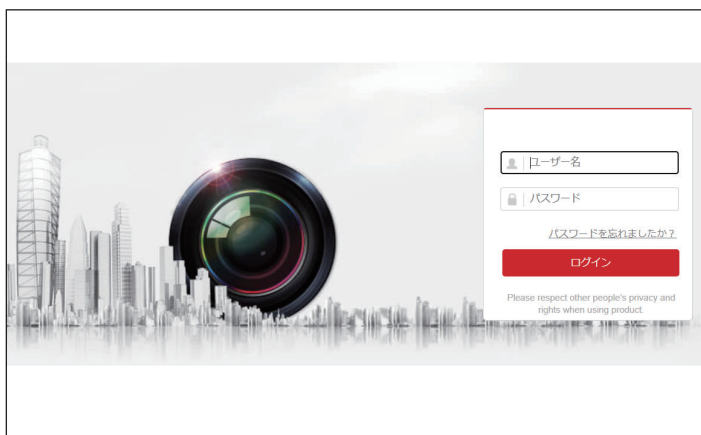 ユーザー名
パスワード
パスワードを忘れましたか?
ログイン
Please respect other people's privacy and
rights when using product.